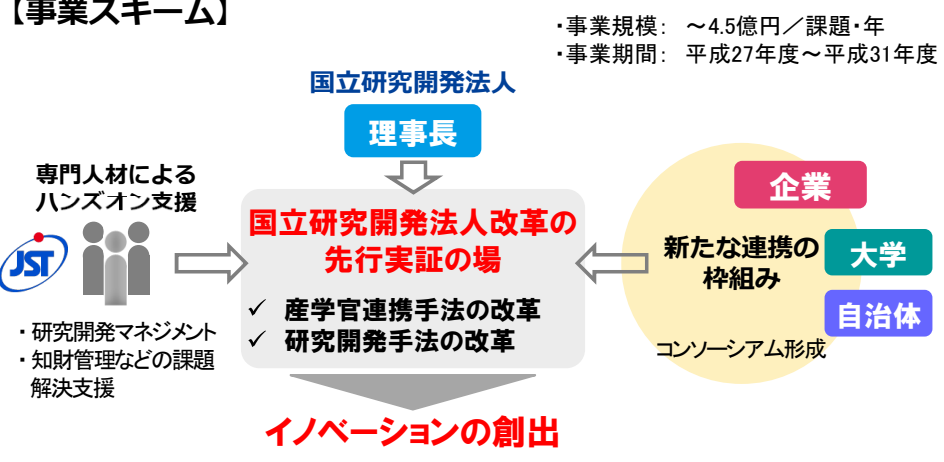 【事業スキーム】
・事業規模： ～4.5億円／課題・年
・事業期間： 平成27年度～平成31年度
国立研究開発法人
理事長
専門人材による
ハンズオン支援
JST
・研究開発マネジメント
・知財管理などの課題
解決支援
国立研究開発法人改革の
先行実証の場
✓ 産学官連携手法の改革
✓ 研究開発手法の改革
イノベーションの創出
企業
新たな連携の
枠組み
大学
自治体
コンソーシアム形成